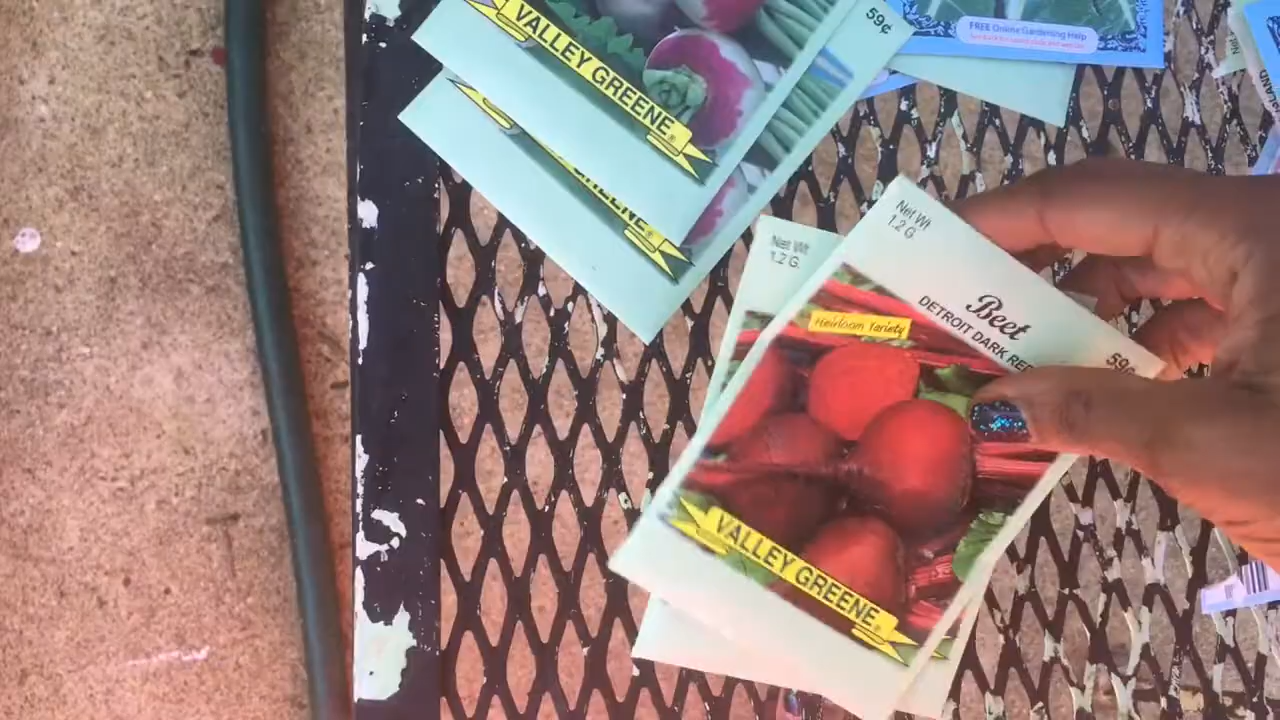 VALLEY GREENE®
59¢
FREE Online Gardening Help
GREENE®
Net Wt
1.2 G.
Net Wt
1.2 G
Beet
DETROIT DARK RED
59¢
Heirloom Variety
VALLEY GREENE®